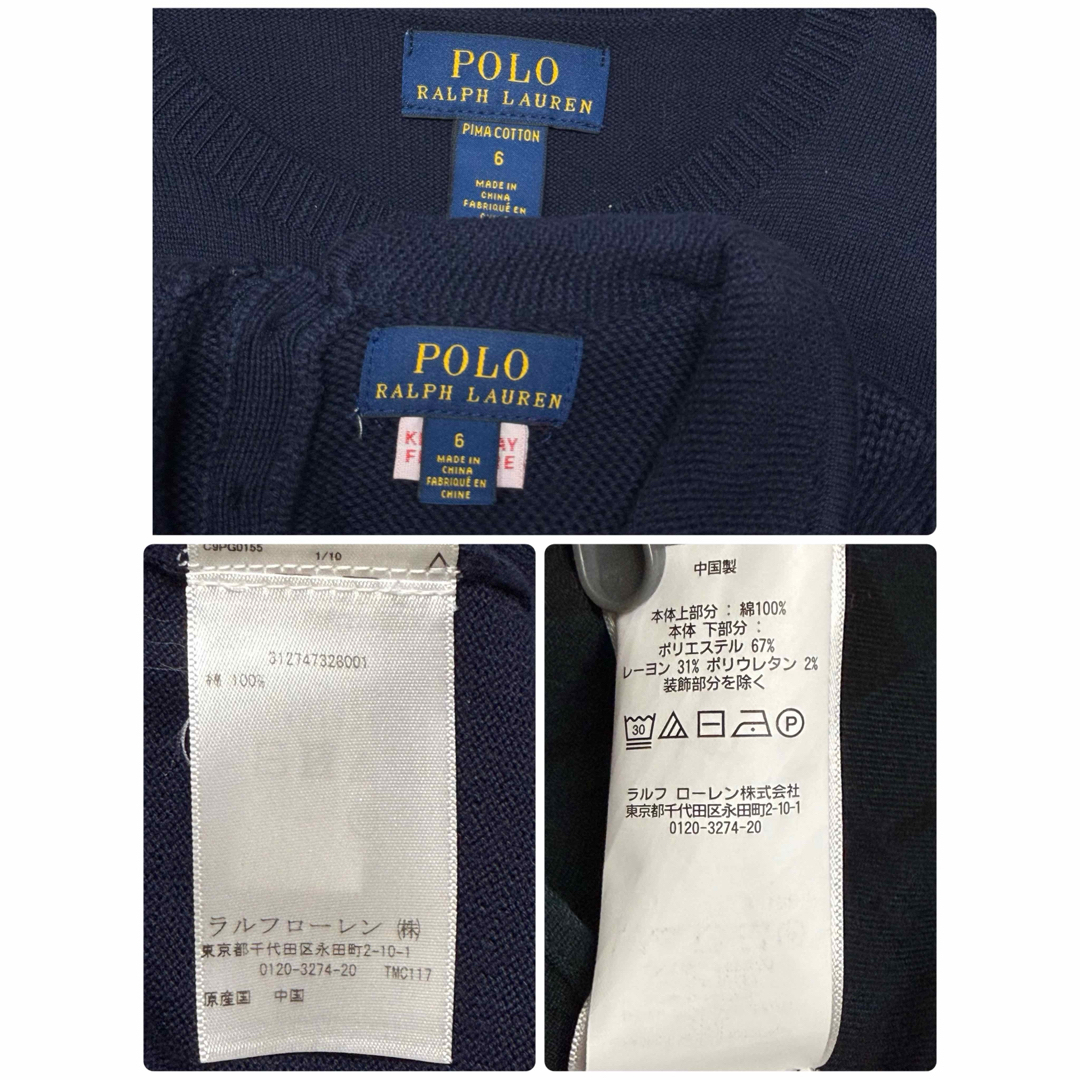 POLO
RALPH LAUREN
PIMA COTTON
6
MADE IN
CHINA
FABRIQUÉ EN
POLO
RALPH LAUREN
6
MADE IN
CHINA
FABRIQUÉ EN
CHINE
C9PG0155
1/10
312747328001
綿 100%
ラルフローレン ㈱
東京都千代田区永田町2-10-1
0120-3274-20 TMC117
原産国 中国
中国製
本体上部分 : 綿100%
本体 下部分 :
ポリエステル 67%
レーヨン 31% ポリウレタン 2%
装飾部分を除く
30 P
ラルフ ローレン株式会社
東京都千代田区永田町2-10-1
0120-3274-20